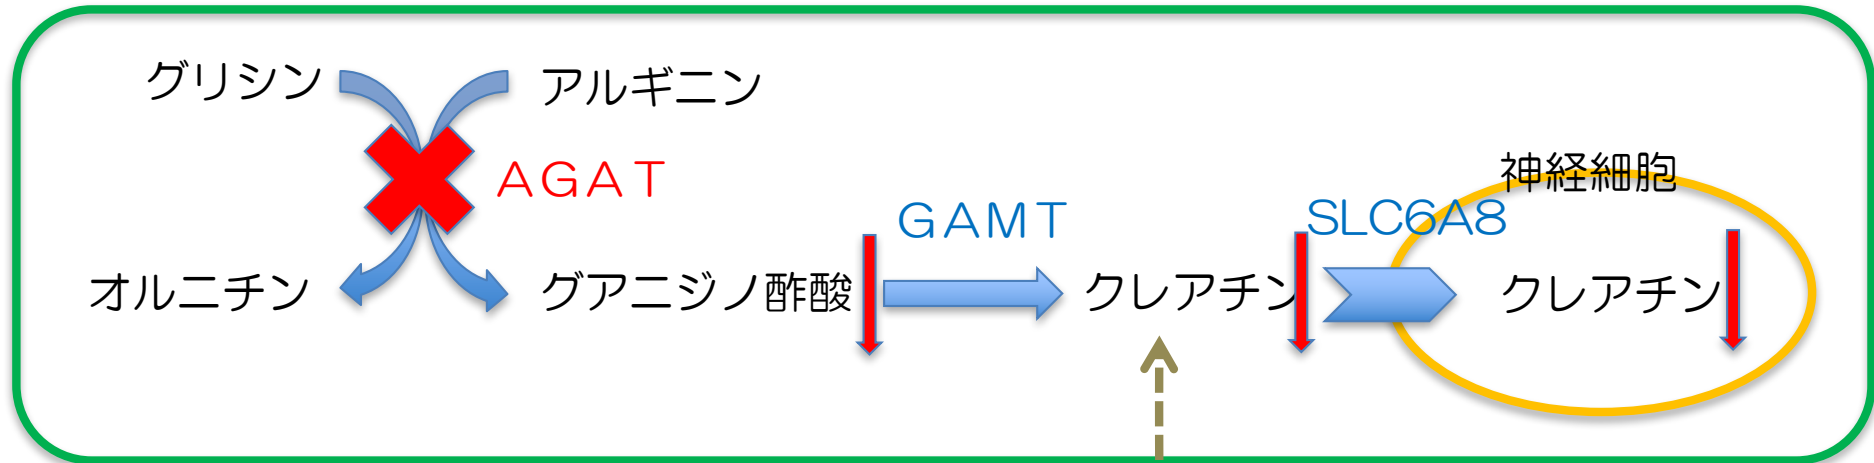 グリシン
アルギニン
ＡＧＡＴ
神経細胞
ＧＡＭＴ
SLC6A8
オルニチン
グアニジノ酢酸
クレアチン
クレアチン